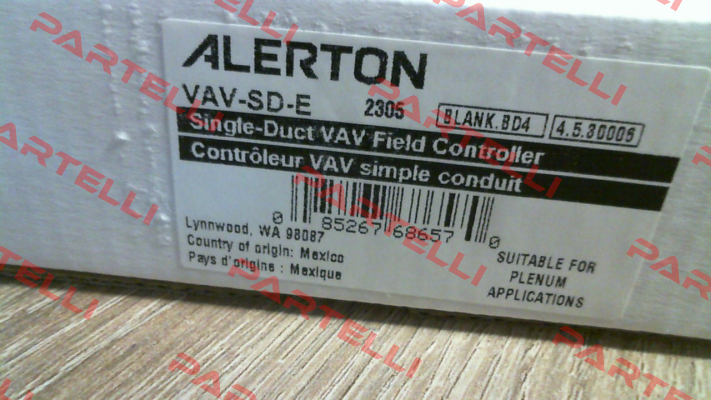 ALERTON
VAV-SD-E 2305 BLANK.BD4 4.5.30006
Single-Duct VAV Field Controller
Contrôleur VAV simple conduit
0 85267 68657 0
Lynnwood, WA 98087
Country of origin: Mexico
Pays d'origine : Mexique
SUITABLE FOR
PLENUM
APPLICATIONS
PARTELLI
PARTELLI
PARTELLI
PARTELLI
PARTELLI
PARTELLI
PARTELLI